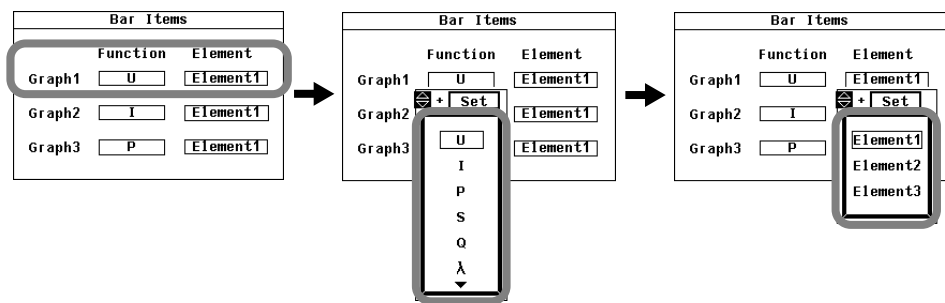 Bar Items
Function Element
Graph1 U Element1
Graph2 I Element1
Graph3 P Element1
Bar Items
Function Element
Graph1 U Element1
+ Set
Graph2 Element1
Graph3 Element1
U
I
P
S
Q
λ
Bar Items
Function Element
Graph1 U Element1
+ Set
Graph2 I
Graph3 P
Element1
Element2
Element3